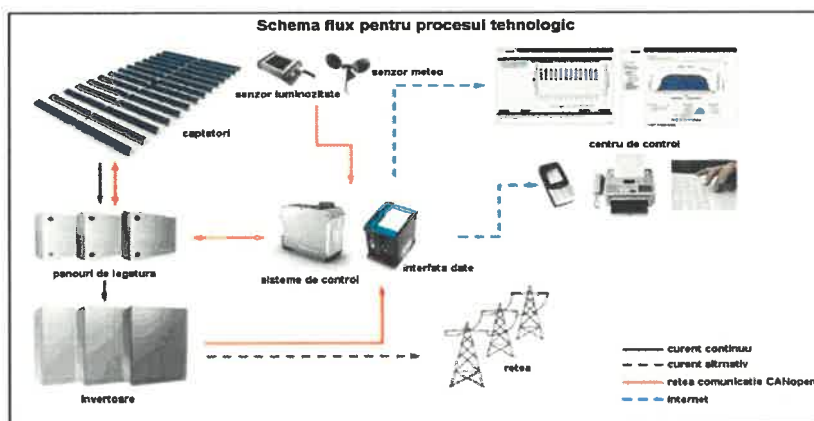 Schema flux pentru procesul tehnologic
senzor luminozitate
senzor meteo
captatori
centru de control
panouri de legatura
sisteme de control
interfata date
invertoare
retea
curent continuu
curent altrnativ
retea comunicatie CANopen
internet